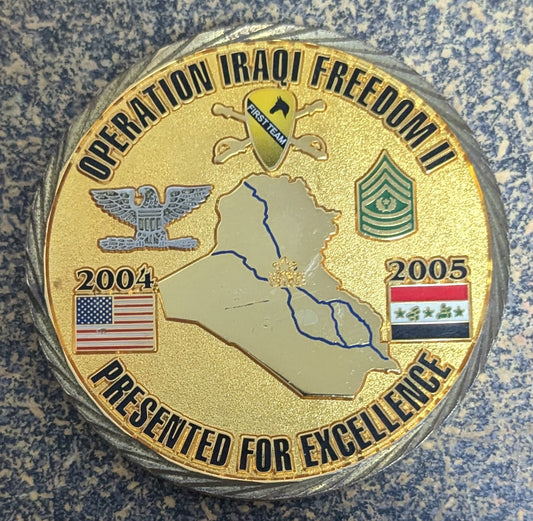 OPERATION IRAQI FREEDOM II
FIRST TEAM
2004
2005
PRESENTED FOR EXCELLENCE